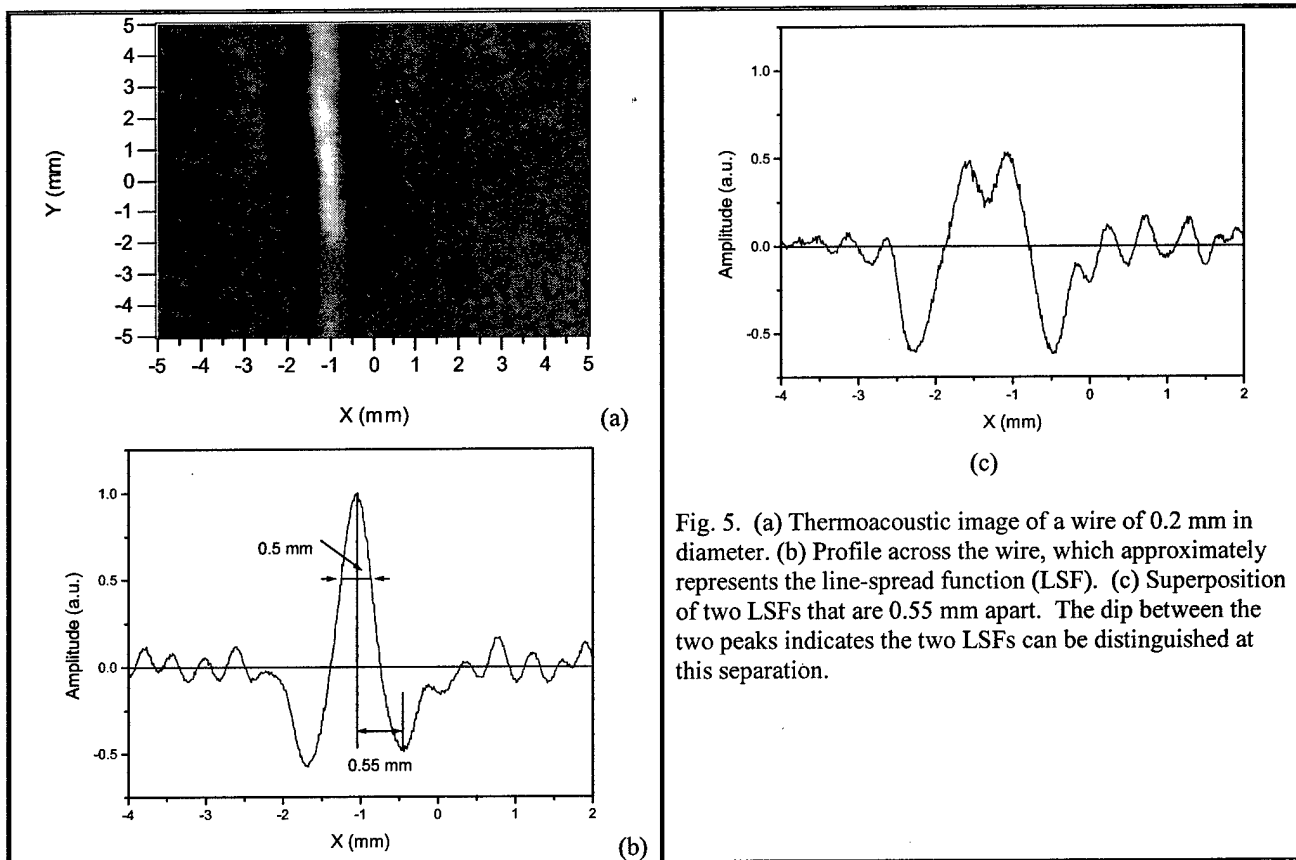 5
4
3
2
1
0
-1
-2
-3
-4
-5
Y (mm)
-5 -4 -3 -2 -1 0 1 2 3 4 5
X (mm)
(a)
1.0
0.5
0.0
-0.5
Amplitude (a.u.)
0.5 mm
0.55 mm
-4 -3 -2 -1 0 1 2
X (mm)
(b)
1.0
0.5
0.0
-0.5
Amplitude (a.u.)
-4 -3 -2 -1 0 1 2
X (mm)
(c)
Fig. 5. (a) Thermoacoustic image of a wire of 0.2 mm in
diameter. (b) Profile across the wire, which approximately
represents the line-spread function (LSF). (c) Superposition
of two LSFs that are 0.55 mm apart. The dip between the
two peaks indicates the two LSFs can be distinguished at
this separation.